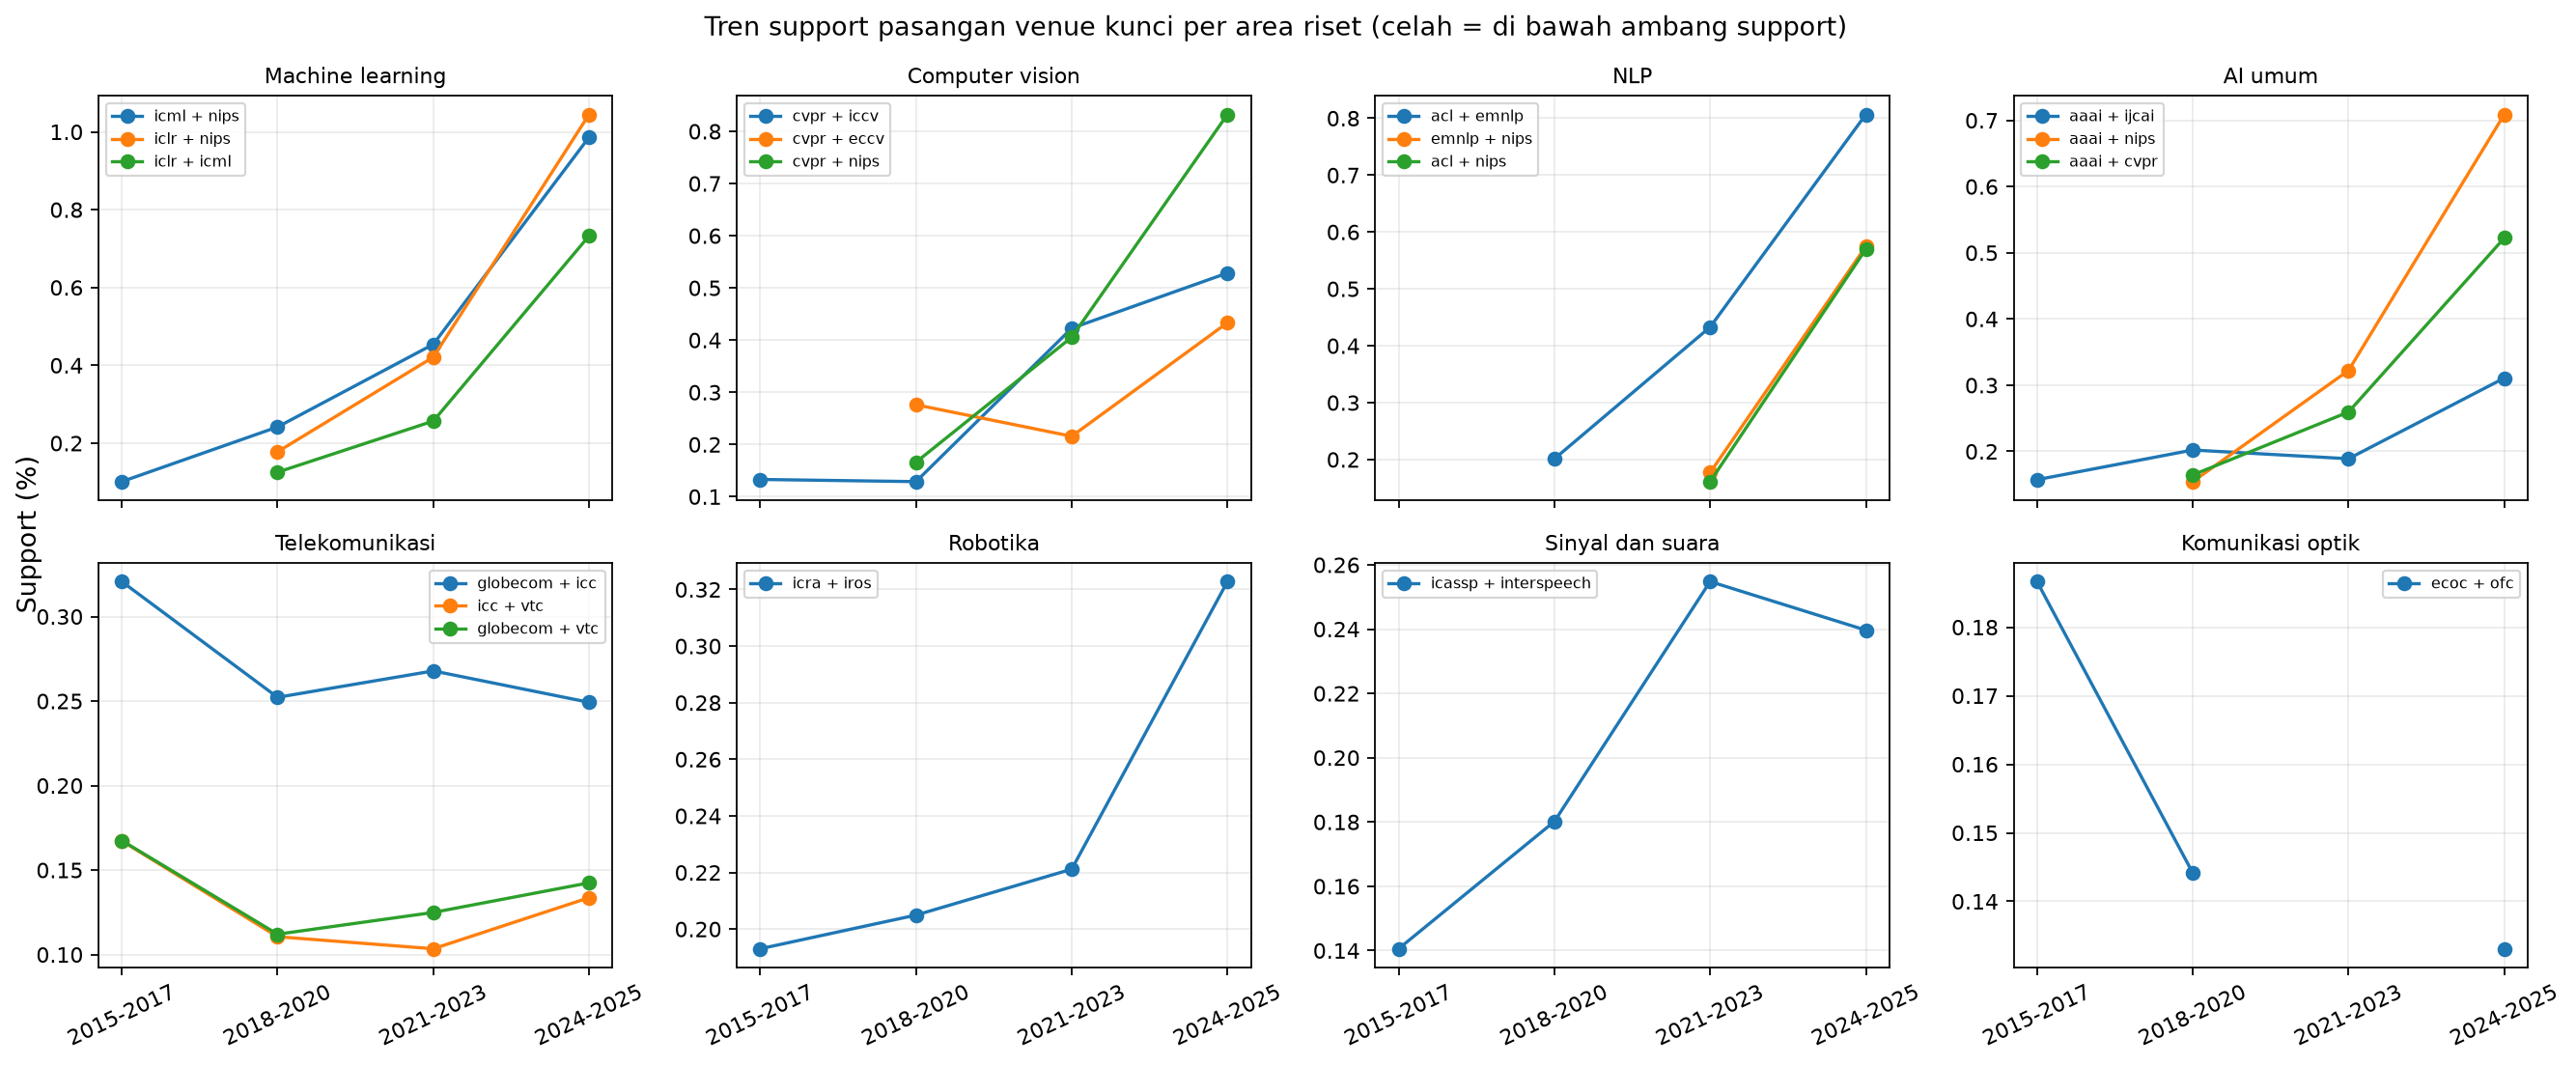 Tren support pasangan venue kunci per area riset (celah = di bawah ambang support)
Support (%)
Machine learning
icml + nips
iclr + nips
iclr + icml
1.0
0.8
0.6
0.4
0.2
Computer vision
cvpr + iccv
cvpr + eccv
cvpr + nips
0.8
0.7
0.6
0.5
0.4
0.3
0.2
0.1
NLP
acl + emnlp
emnlp + nips
acl + nips
0.8
0.7
0.6
0.5
0.4
0.3
0.2
AI umum
aaai + ijcai
aaai + nips
aaai + cvpr
0.7
0.6
0.5
0.4
0.3
0.2
Telekomunikasi
globecom + icc
icc + vtc
globecom + vtc
0.30
0.25
0.20
0.15
0.10
2015-2017
2018-2020
2021-2023
2024-2025
Robotika
icra + iros
0.32
0.30
0.28
0.26
0.24
0.22
0.20
2015-2017
2018-2020
2021-2023
2024-2025
Sinyal dan suara
icassp + interspeech
0.26
0.24
0.22
0.20
0.18
0.16
0.14
2015-2017
2018-2020
2021-2023
2024-2025
Komunikasi optik
ecoc + ofc
0.18
0.17
0.16
0.15
0.14
2015-2017
2018-2020
2021-2023
2024-2025